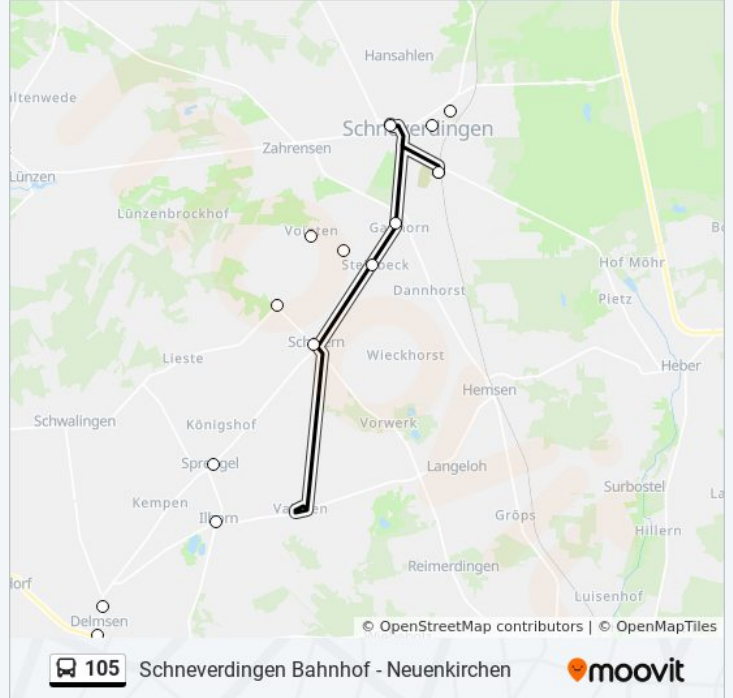 Hansahlen
altenwede
Schneverdingen
Zahrensen
Lünzen
Lünzenbrockhof
Hof Möhr
Dannhorst
Pietz
Wieckhorst
Lieste
Heber
Hemsen
Schwalingen
Königshof
Vorwerk
Langeloh
Kempen
Surbostel
Gröps
Hillern
Reimerdingen
Luisenhof
Delmsen
© OpenStreetMap contributors | © OpenMapTiles
105 Schneverdingen Bahnhof - Neuenkirchen moovit